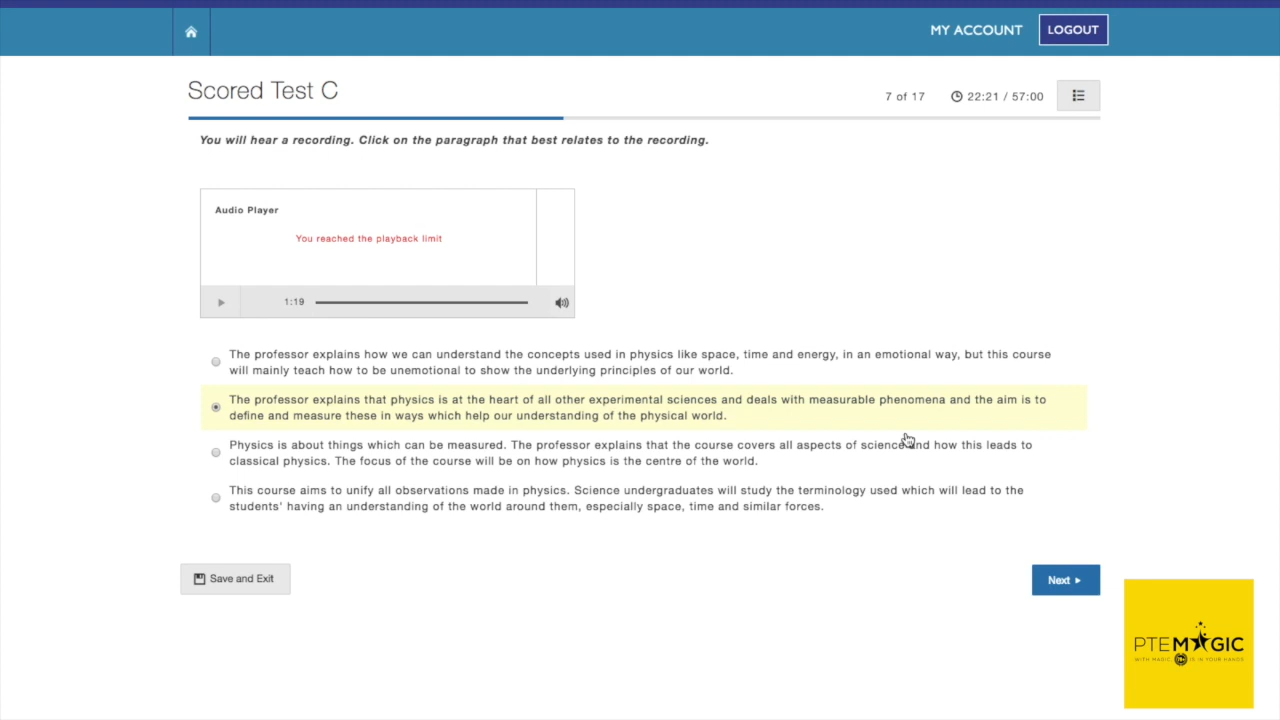 MY ACCOUNT
LOGOUT
Scored Test C
7 of 17
22:21 / 57:00
You will hear a recording. Click on the paragraph that best relates to the recording.
Audio Player
You reached the playback limit
1:19
The professor explains how we can understand the concepts used in physics like space, time and energy, in an emotional way, but this course
will mainly teach how to be unemotional to show the underlying principles of our world.
The professor explains that physics is at the heart of all other experimental sciences and deals with measurable phenomena and the aim is to
define and measure these in ways which help our understanding of the physical world.
Physics is about things which can be measured. The professor explains that the course covers all aspects of science and how this leads to
classical physics. The focus of the course will be on how physics is the centre of the world.
This course aims to unify all observations made in physics. Science undergraduates will study the terminology used which will lead to the
students' having an understanding of the world around them, especially space, time and similar forces.
Save and Exit
Next
PTEMAGIC
WITH MAGIC, IS IN YOUR HANDS